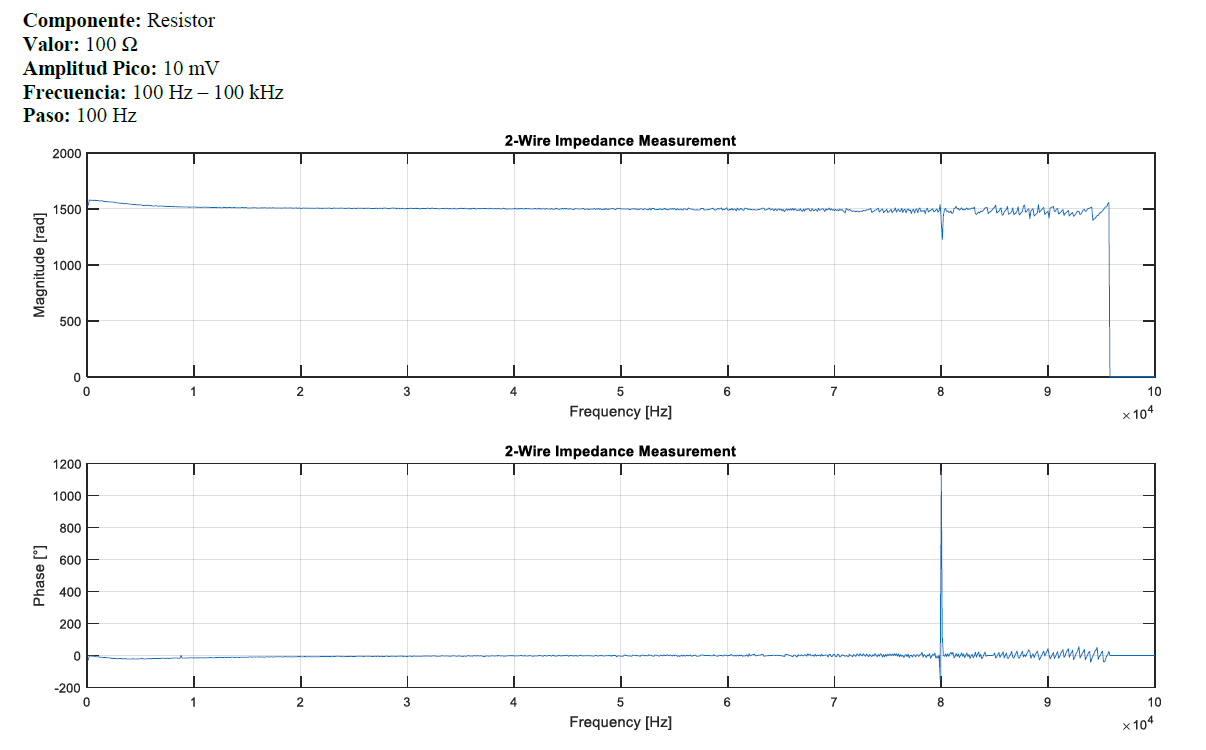 Componente: Resistor
Valor: 100 Ω
Amplitud Pico: 10 mV
Frecuencia: 100 Hz – 100 kHz
Paso: 100 Hz
2-Wire Impedance Measurement
2000
1500
1000
500
0
Magnitude [rad]
0 1 2 3 4 5 6 7 8 9 10
Frequency [Hz]
×10⁴
2-Wire Impedance Measurement
1200
1000
800
600
400
200
0
-200
Phase [°]
0 1 2 3 4 5 6 7 8 9 10
Frequency [Hz]
×10⁴